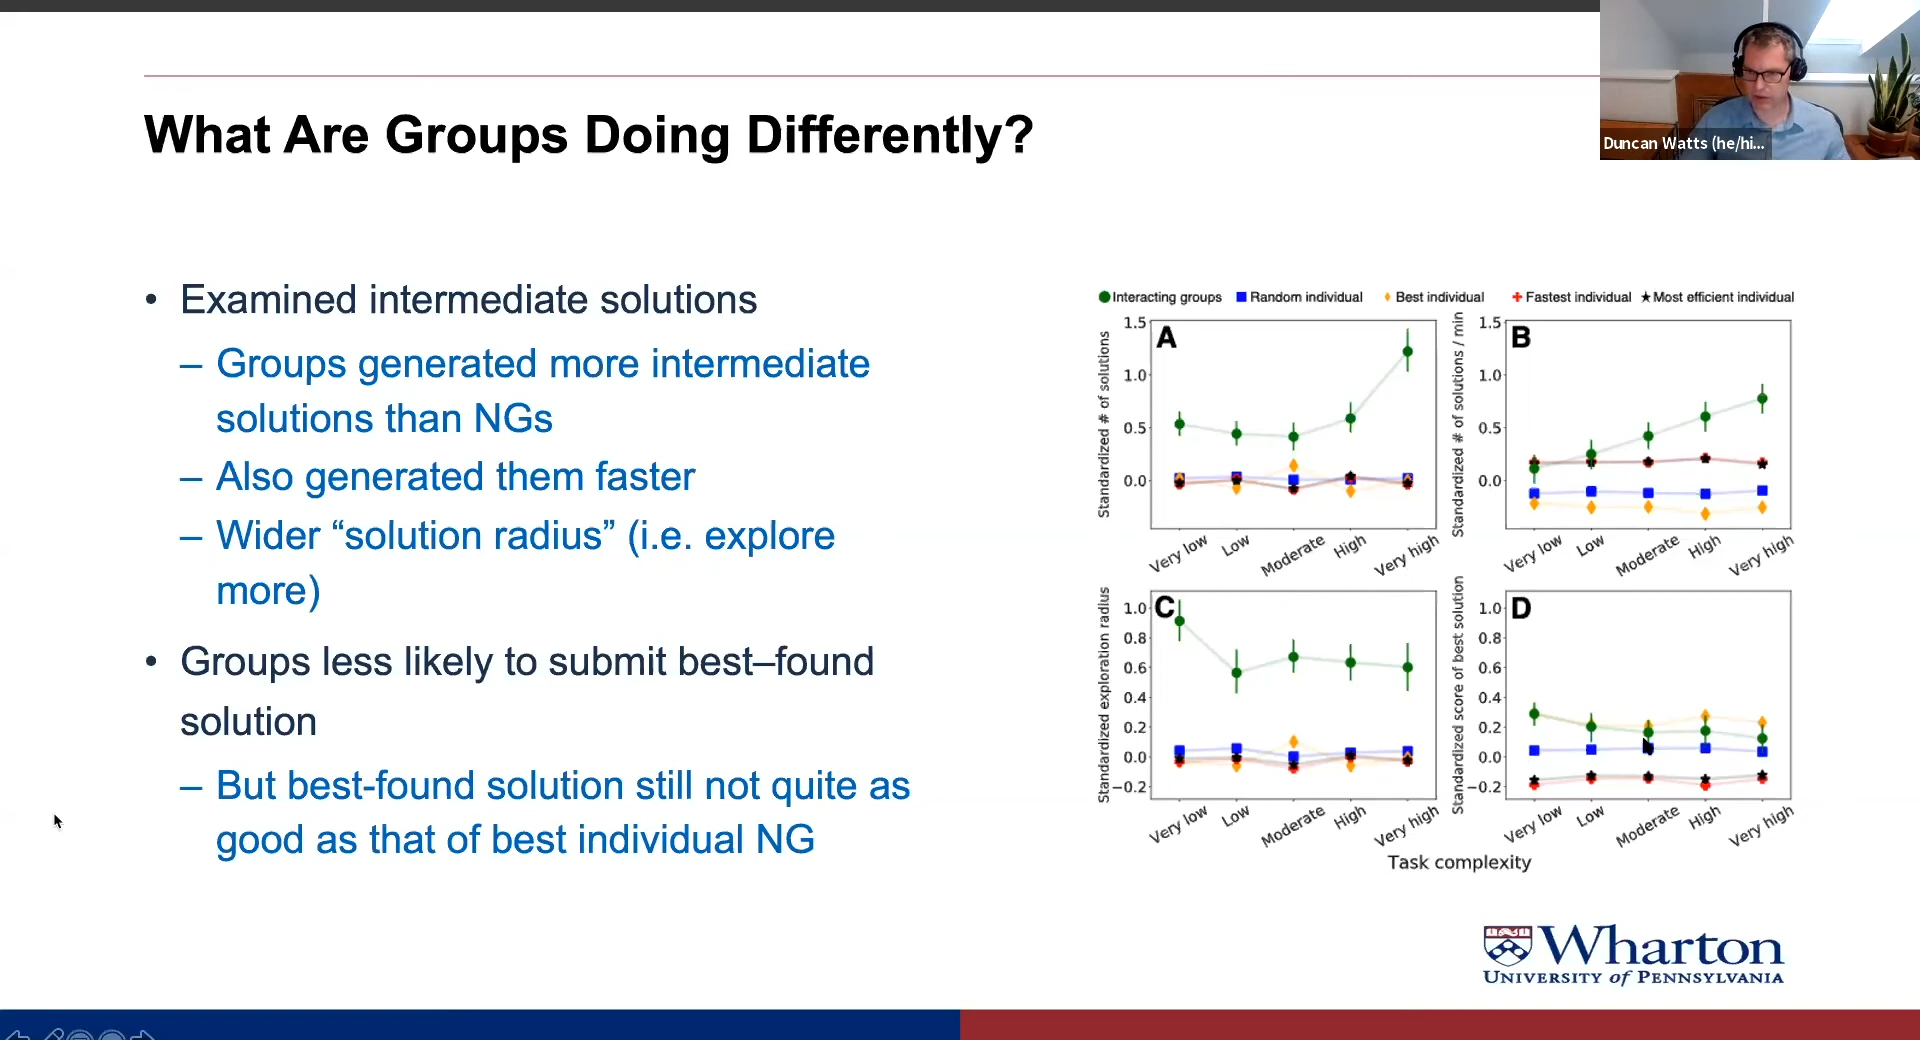 What Are Groups Doing Differently?
Duncan Watts (he/hi...
• Examined intermediate solutions
– Groups generated more intermediate
solutions than NGs
– Also generated them faster
– Wider “solution radius” (i.e. explore
more)
• Groups less likely to submit best–found
solution
– But best-found solution still not quite as
good as that of best individual NG
Interacting groups Random individual Best individual Fastest individual Most efficient individual
A
Standardized # of solutions
1.5
1.0
0.5
0.0
Very low Low Moderate High Very high
B
Standardized # of solutions / min
1.5
1.0
0.5
0.0
Very low Low Moderate High Very high
C
Standardized exploration radius
1.0
0.8
0.6
0.4
0.2
0.0
−0.2
Very low Low Moderate High Very high
D
Standardized score of best solution
1.0
0.8
0.6
0.4
0.2
0.0
−0.2
Very low Low Moderate High Very high
Task complexity
Wharton
UNIVERSITY of PENNSYLVANIA